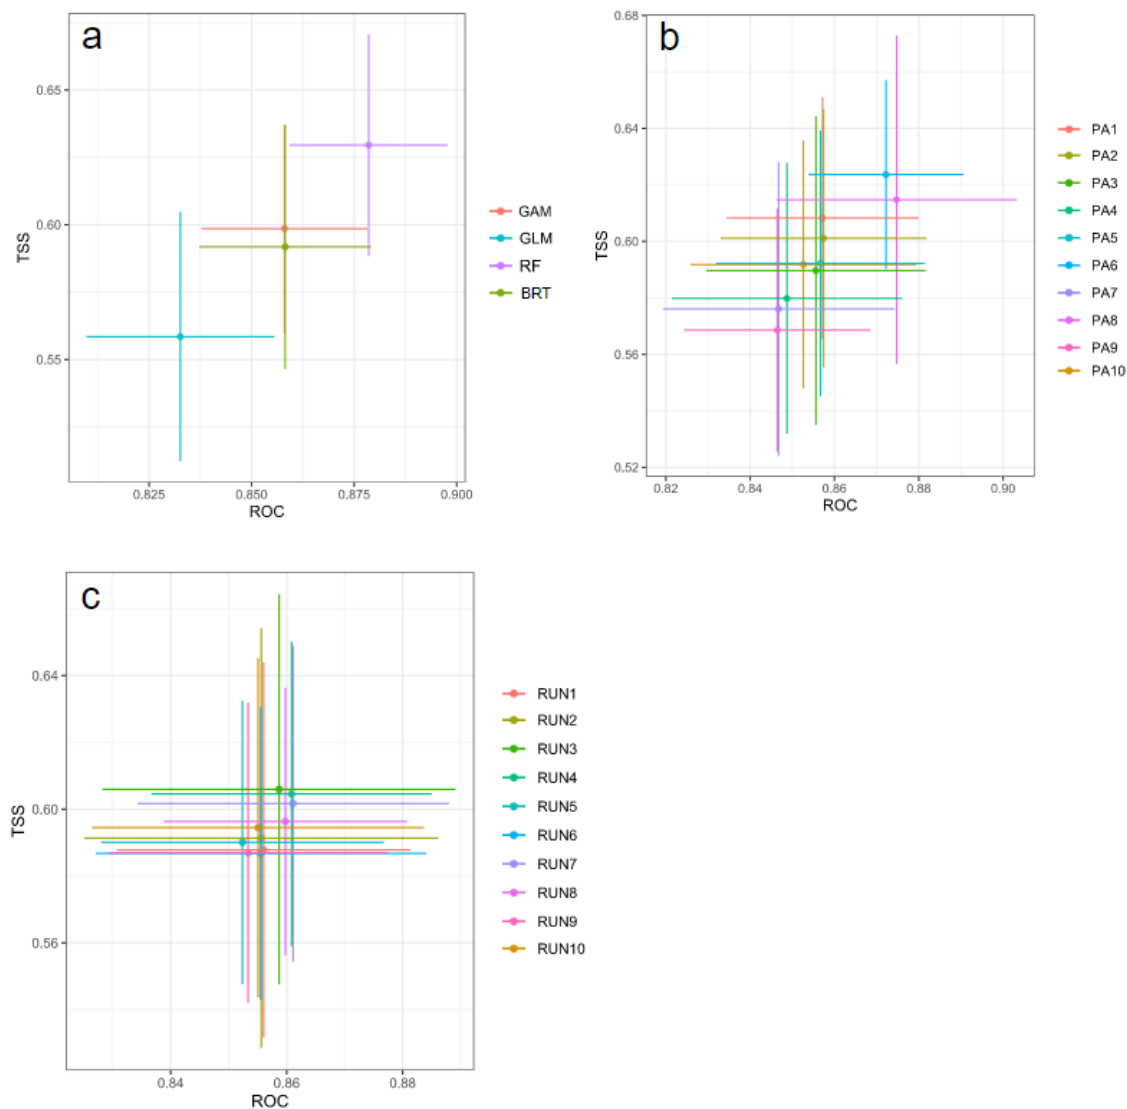 a
0.65
0.60
0.55
TSS
0.825 0.850 0.875 0.900
ROC
GAM
GLM
RF
BRT
b
0.68
0.64
0.60
0.56
0.52
TSS
0.82 0.84 0.86 0.88 0.90
ROC
PA1
PA2
PA3
PA4
PA5
PA6
PA7
PA8
PA9
PA10
c
0.64
0.60
0.56
TSS
0.84 0.86 0.88
ROC
RUN1
RUN2
RUN3
RUN4
RUN5
RUN6
RUN7
RUN8
RUN9
RUN10